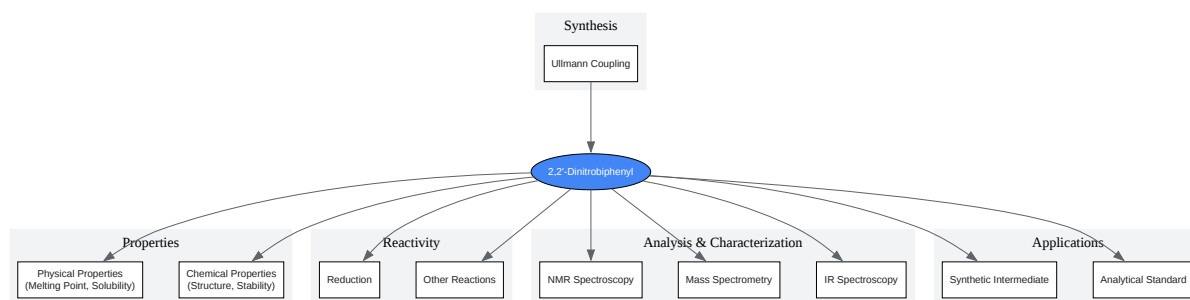 Synthesis
Ullmann Coupling
2,2'-Dinitrobiphenyl
Properties
Physical Properties
(Melting Point, Solubility)
Chemical Properties
(Structure, Stability)
Reactivity
Reduction
Other Reactions
Analysis & Characterization
NMR Spectroscopy
Mass Spectrometry
IR Spectroscopy
Applications
Synthetic Intermediate
Analytical Standard